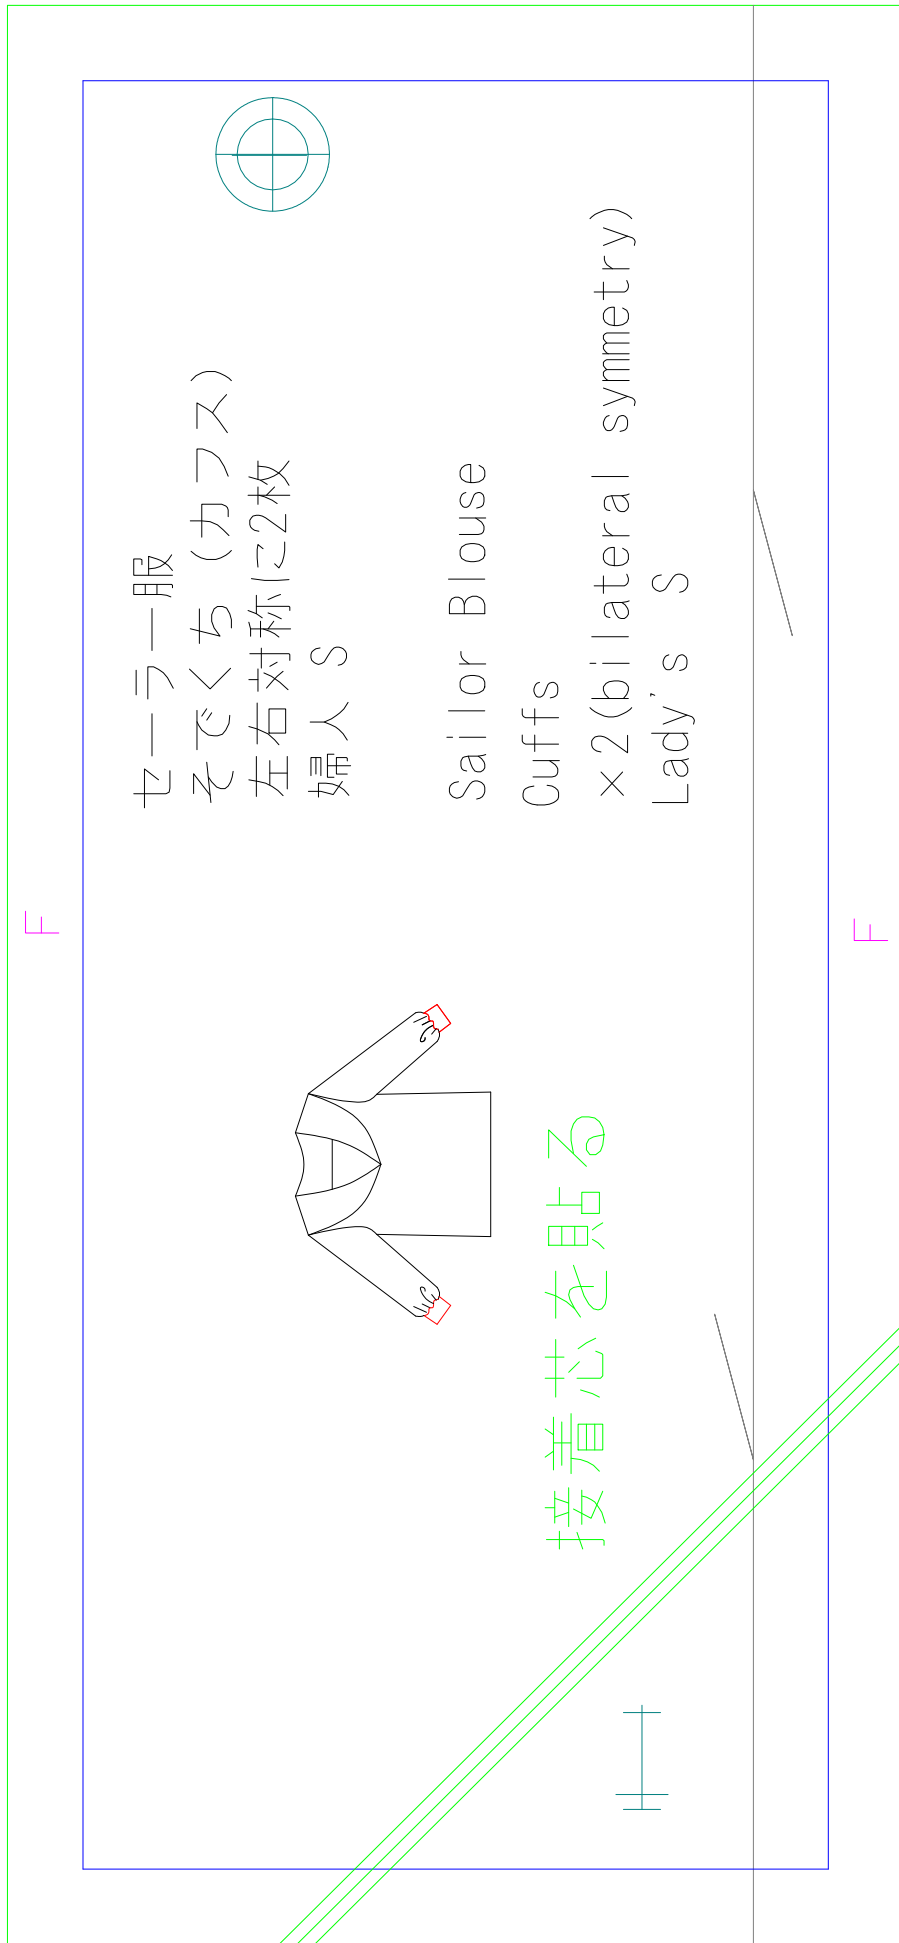 セーラー服
そでくち (カフス)
左右対称に2枚
婦人 S
Sailor Blouse
Cuffs
×2(bilateral symmetry)
Lady's S
接着芯を貼る
F
F